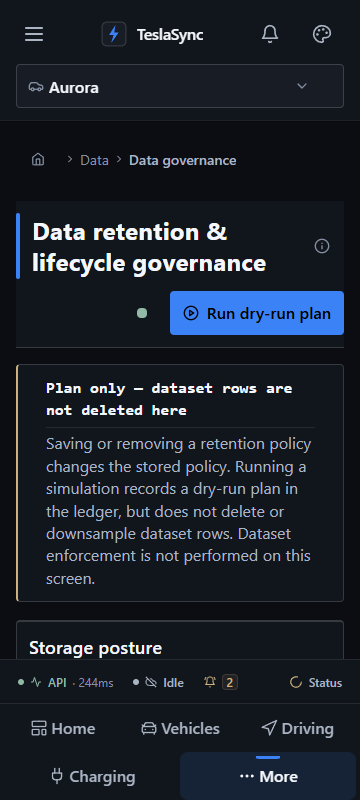 TeslaSync
Aurora
Data
Data governance
Data retention &
lifecycle governance
Run dry-run plan
Plan only — dataset rows are
not deleted here
Saving or removing a retention policy
changes the stored policy. Running a
simulation records a dry-run plan in
the ledger, but does not delete or
downsample dataset rows. Dataset
enforcement is not performed on this
screen.
Storage posture
API · 244ms
Idle
2
Status
Home
Vehicles
Driving
Charging
More